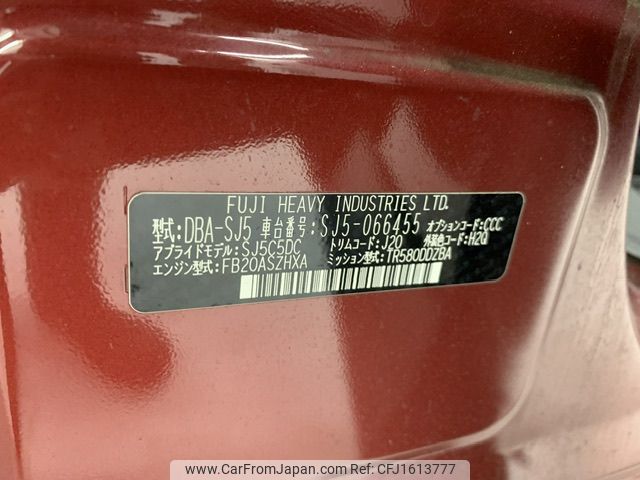 FUJI HEAVY INDUSTRIES LTD.
型式:DBA-SJ5 車台番号:SJ5-066455 オプションコード:CCC
アプライドモデル:SJ5C5DC トリムコード:J20 外装色コード:H2Q
エンジン型式:FB20ASZHXA ミッション型式:TR580DDZBA
Car From Japan | carfromjapan.com | CFJ1613777